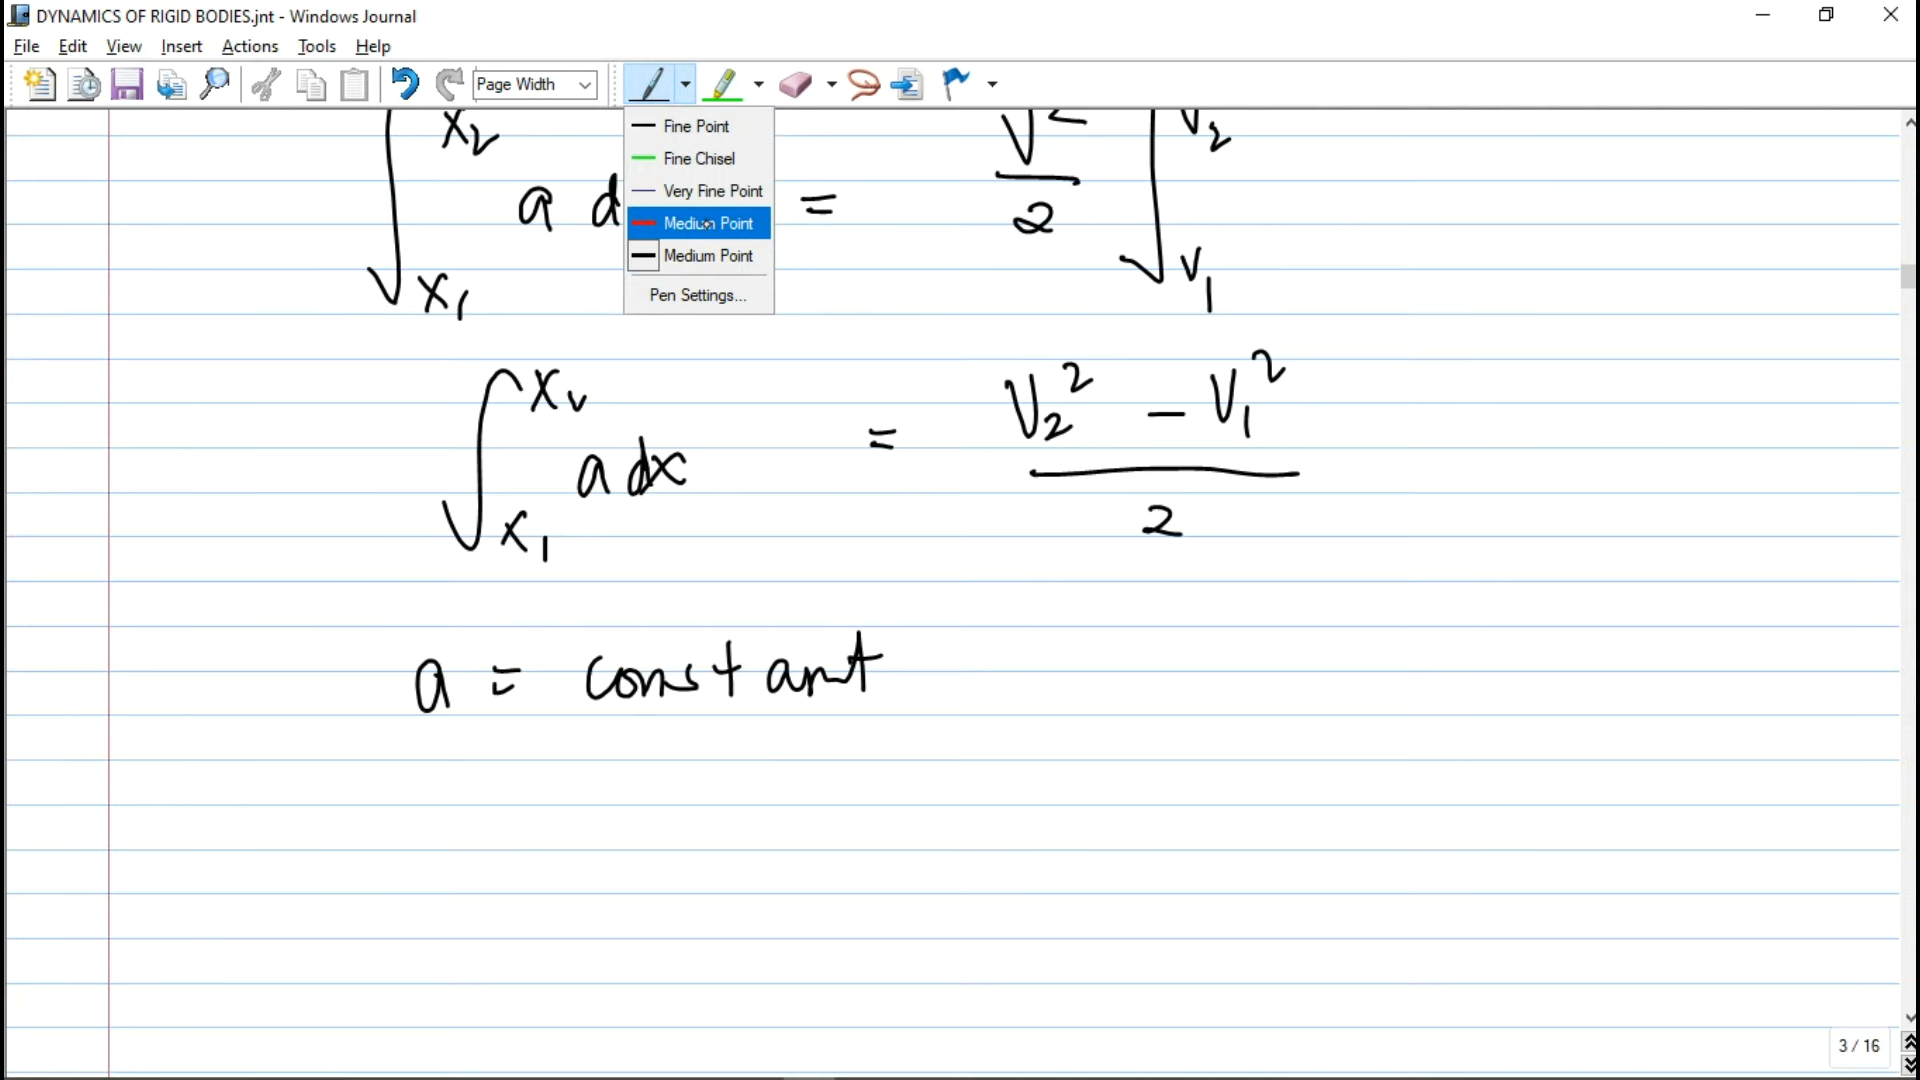 DYNAMICS OF RIGID BODIES.jnt - Windows Journal
File Edit View Insert Actions Tools Help
Page Width
Fine Point
Fine Chisel
Very Fine Point
Medium Point
Medium Point
Pen Settings...
∫ x₂ x₁ a d = V²/2 | V₂ V₁
∫ x₂ x₁ a dx = (V₂² - V₁²)/2
a = constant
3 / 16